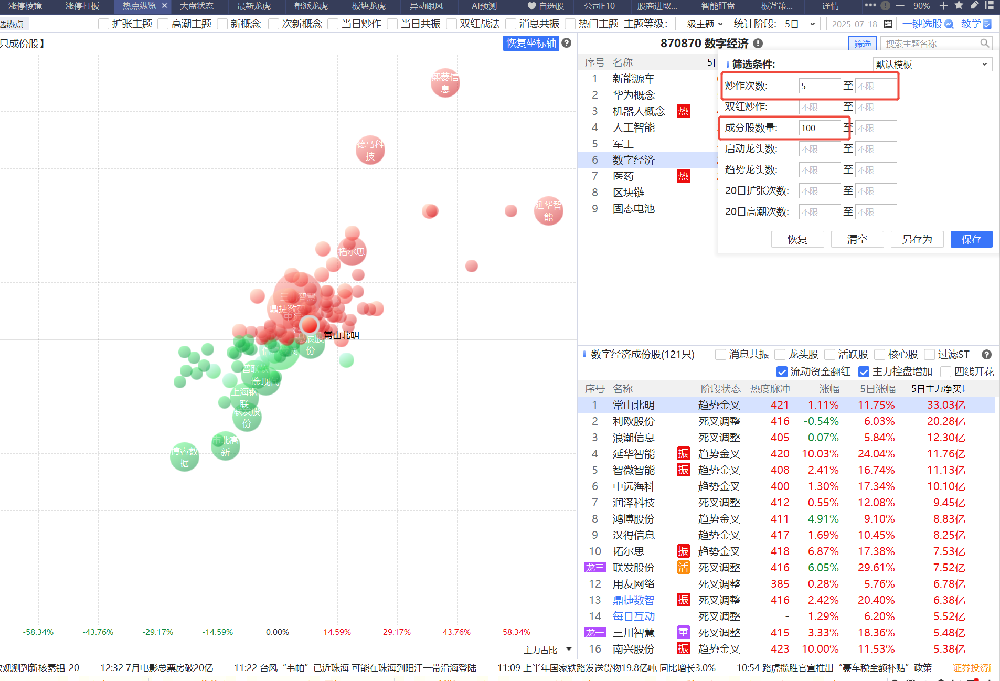 涨停棱镜 涨停打板 热点纵览 × 大盘状态 最新龙虎 帮派龙虎 板块龙虎 异动跟风 AI预测 自选股 公司F10 股商进取... 智能盯盘 三板斧策... 详情 90%
选热点 扩张主题 高潮主题 新概念 次新概念 当日炒作 当日共振 双红战法 消息共振 热门主题 主题等级: 一级主题 统计阶段: 5日 2025-07-18 一键选股 教学
只成份股】 恢复坐标轴 ?
870870 数字经济 筛选 搜索主题名称
序号 名称 5日
1 新能源车
2 华为概念
3 机器人概念 热
4 人工智能
5 军工
6 数字经济
7 医药 热
8 区块链
9 固态电池
筛选条件: 默认模板
炒作次数: 5 至 不限
双红炒作: 不限 至 不限
成分股数量: 100 至 不限
启动龙头数: 不限 至 不限
趋势龙头数: 不限 至 不限
20日扩张次数: 不限 至 不限
20日高潮次数: 不限 至 不限
恢复 清空 另存为 保存
熙菱信息
德马科技
延华智能
拓尔思
三川智慧
鼎捷数智
中远
常山北明
辰股份
信
普联软
金现代
上海钢联
联发股份
市北高新
博睿数据
-58.34% -43.76% -29.17% -14.59% 0.00% 14.59% 29.17% 43.76% 58.34%
主力占比
数字经济成份股(121只) 消息共振 龙头股 活跃股 核心股 过滤ST ?
流动资金翻红 主力控盘增加 四线开花
序号 名称 阶段状态 热度脉冲 涨幅 5日涨幅 5日主力净买↓
1 常山北明 趋势金叉 421 1.11% 11.75% 33.03亿
2 利欧股份 死叉调整 416 -0.54% 6.03% 20.28亿
3 浪潮信息 死叉调整 405 -0.07% 5.84% 12.30亿
4 延华智能 振 趋势金叉 420 10.03% 24.04% 11.76亿
5 智微智能 振 趋势金叉 408 2.41% 16.74% 11.13亿
6 中远海科 趋势金叉 400 1.30% 17.34% 10.10亿
7 润泽科技 死叉调整 412 0.55% 12.08% 9.45亿
8 鸿博股份 趋势金叉 411 -4.91% 9.10% 8.83亿
9 汉得信息 趋势金叉 417 1.69% 10.45% 8.25亿
10 拓尔思 振 趋势金叉 418 6.87% 17.38% 7.53亿
龙三 联发股份 活 死叉调整 416 -6.05% 29.61% 7.52亿
12 用友网络 死叉调整 385 0.28% 5.76% 6.78亿
13 鼎捷数智 振 死叉调整 416 2.42% 20.40% 6.38亿
14 每日互动 死叉调整 - 1.29% 6.20% 5.52亿
龙一 三川智慧 重 死叉调整 415 3.33% 18.36% 5.48亿
16 南兴股份 振 趋势金叉 423 10.00% 11.53% 5.38亿
观测到新核素铝-20 12:32 7月电影总票房破20亿 11:22 台风“韦帕”已近珠海 可能在珠海到阳江一带沿海登陆 11:09 上半年国家铁路发送货物19.8亿吨 同比增长3.0% 10:54 路虎揽胜官宣推出“豪车税全额补贴”政策 证券投资